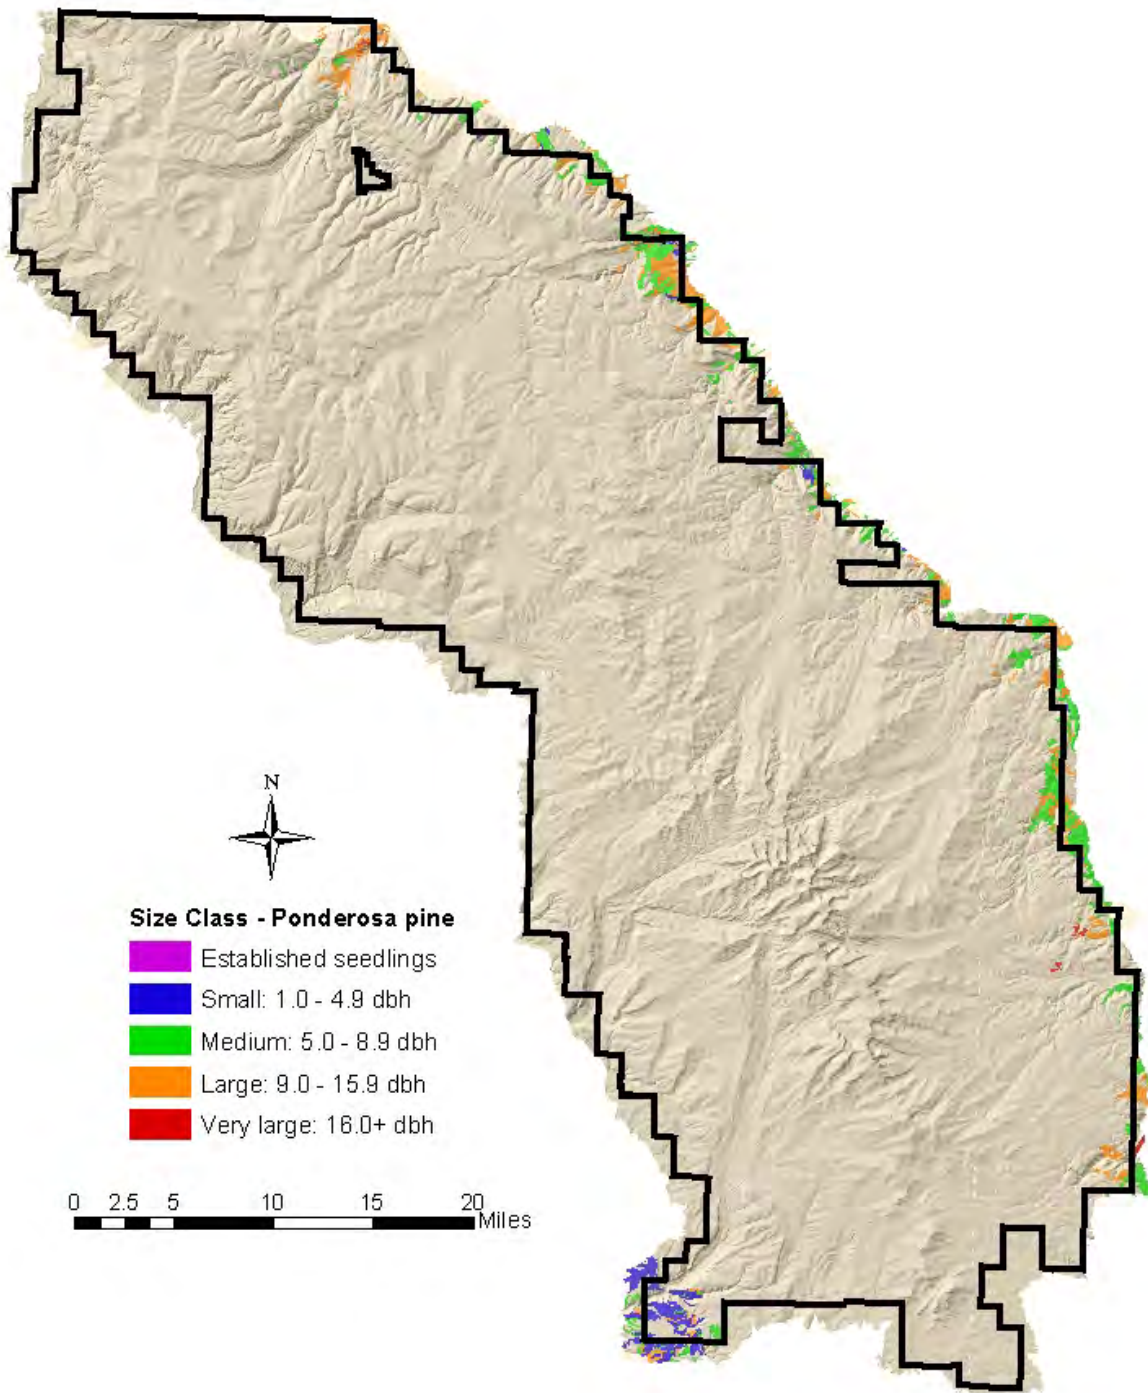 N
Size Class - Ponderosa pine
Established seedlings
Small: 1.0 - 4.9 dbh
Medium: 5.0 - 8.9 dbh
Large: 9.0 - 15.9 dbh
Very large: 16.0+ dbh
0 2.5 5 10 15 20
Miles